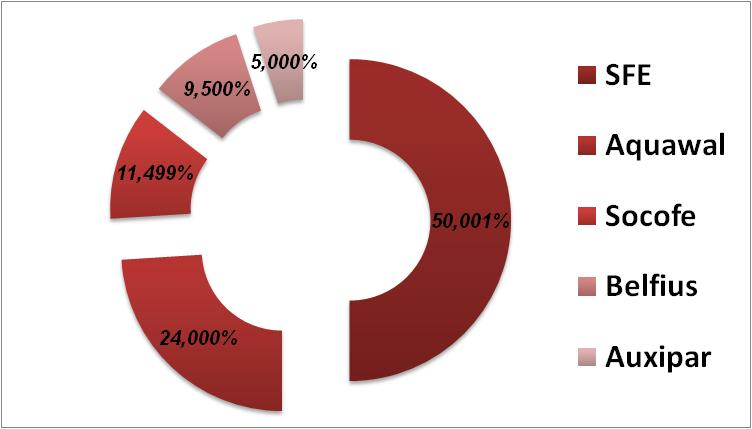 5,000%
9,500%
11,499%
50,001%
24,000%
SFE
Aquawal
Socofe
Belfius
Auxipar